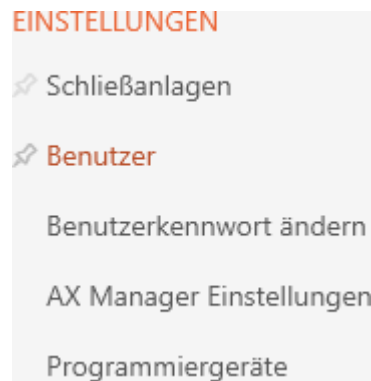 EINSTELLUNGEN
Schließanlagen
Benutzer
Benutzerkennwort ändern
AX Manager Einstellungen
Programmiergeräte